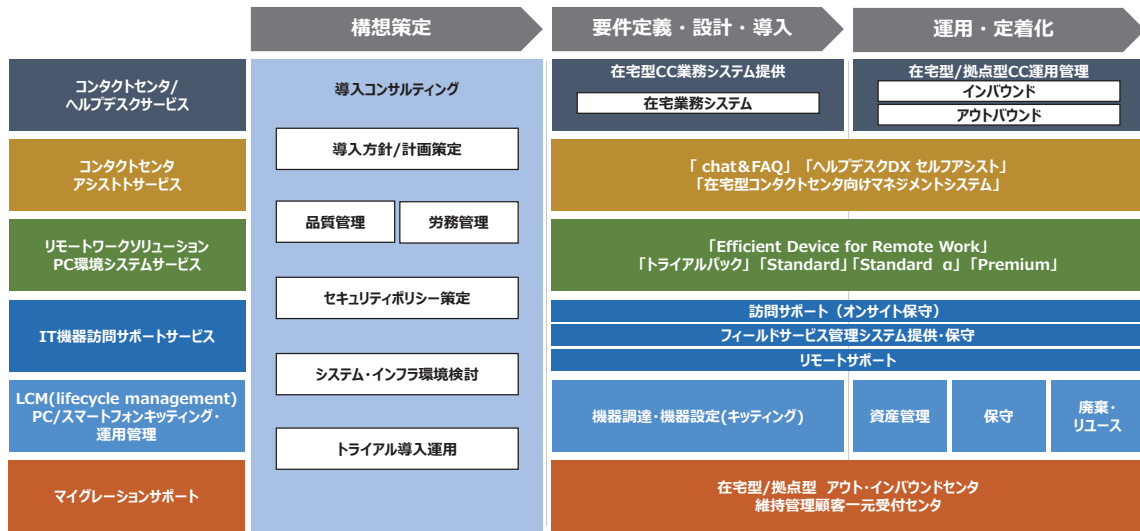 構想策定
要件定義・設計・導入
運用・定着化
コンタクトセンタ/
ヘルプデスクサービス
導入コンサルティング
在宅型CC業務システム提供
在宅業務システム
在宅型/拠点型CC運用管理
インバウンド
アウトバウンド
コンタクトセンタ
アシストトサービス
導入方針/計画策定
「 chat&FAQ」「ヘルプデスクDX セルフアシスト」
「在宅型コンタクトセンタ向けマネジメントシステム」
品質管理
労務管理
リモートワークソリューション
PC環境システムサービス
「Efficient Device for Remote Work」
「トライアルパック」「Standard」「Standard α」「Premium」
セキュリティポリシー策定
IT機器訪問サポートサービス
訪問サポート（オンサイト保守）
フィールドサービス管理システム提供・保守
リモートサポート
システム・インフラ環境検討
LCM(lifecycle management)
PC/スマートフォンキッティング・
運用管理
機器調達・機器設定(キッティング)
資産管理
保守
廃棄・
リユース
トライアル導入運用
マイグレーションサポート
在宅型/拠点型 アウト・インバウンドセンタ
維持管理顧客一元受付センタ